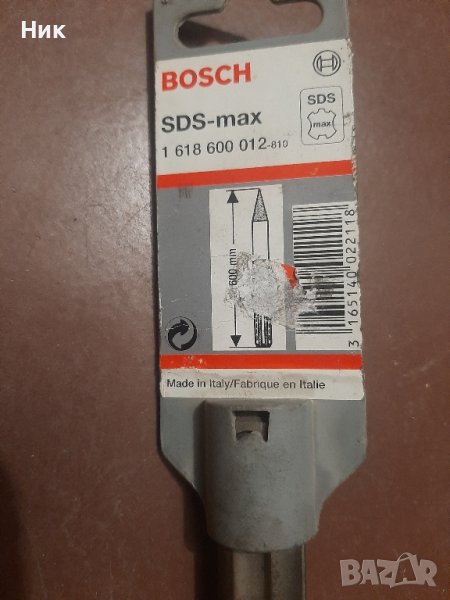 Ник
BOSCH
SDS-max
1 618 600 012-810
SDS
max
600 mm
3 165140 022118
Made in Italy/Fabrique en Italie
BAZAR